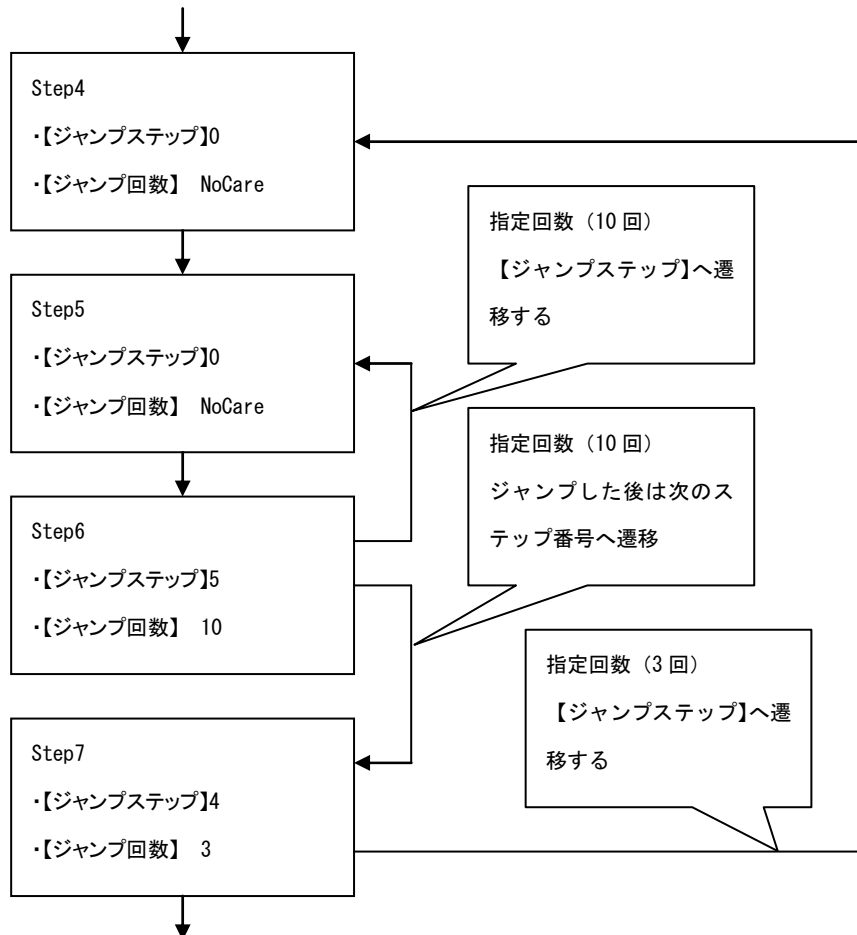 Step4
・【ジャンプステップ】0
・【ジャンプ回数】 NoCare
Step5
・【ジャンプステップ】0
・【ジャンプ回数】 NoCare
Step6
・【ジャンプステップ】5
・【ジャンプ回数】 10
Step7
・【ジャンプステップ】4
・【ジャンプ回数】 3
指定回数（10 回）
【ジャンプステップ】へ遷
移する
指定回数（10 回）
ジャンプした後は次のス
テップ番号へ遷移
指定回数（3 回）
【ジャンプステップ】へ遷
移する